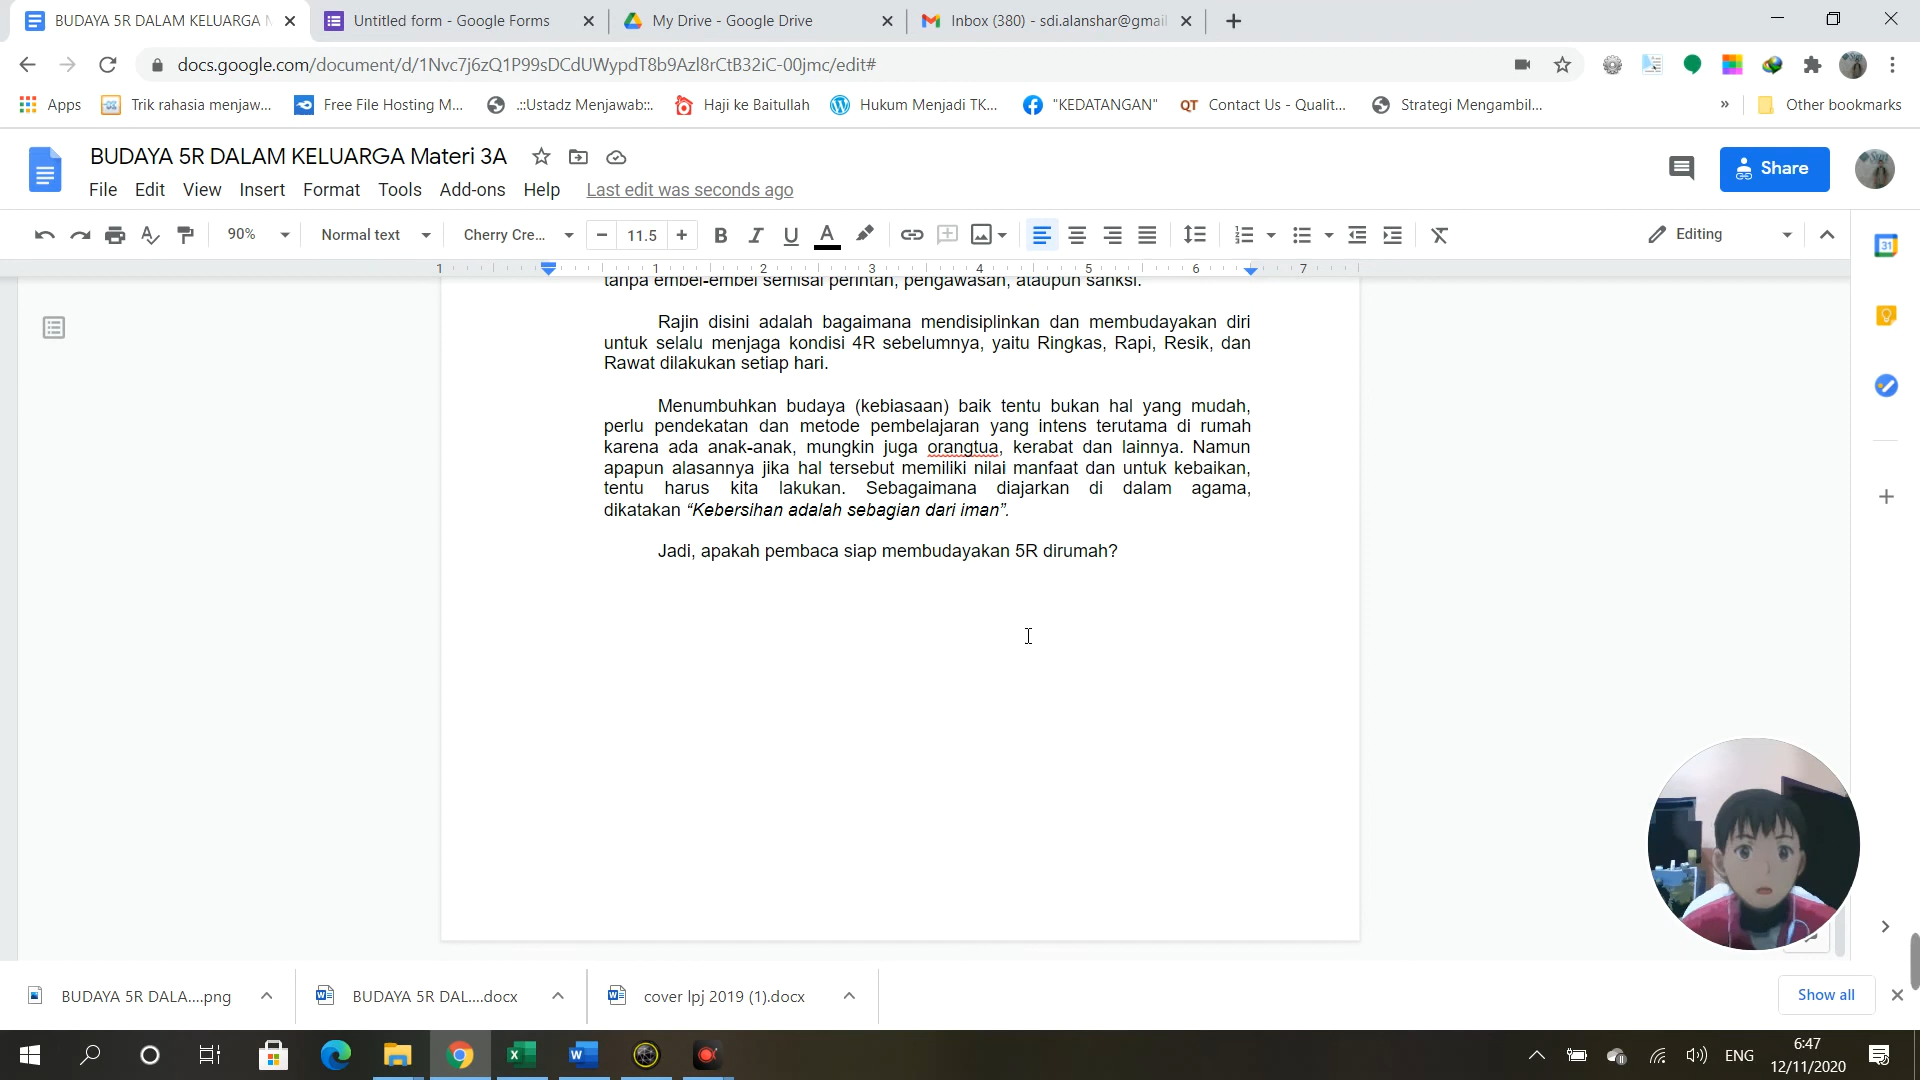 BUDAYA 5R DALAM KELUARGA
Untitled form - Google Forms
My Drive - Google Drive
Inbox (380) - sdi.alanshar@gmail
docs.google.com/document/d/1Nvc7j6zQ1P99sDCdUWypdT8b9Azl8rCtB32iC-00jmc/edit#
Apps
Trik rahasia menjaw...
Free File Hosting M...
.::Ustadz Menjawab::.
Haji ke Baitullah
Hukum Menjadi TK...
"KEDATANGAN"
QT Contact Us - Qualit...
Strategi Mengambil...
»
Other bookmarks
BUDAYA 5R DALAM KELUARGA Materi 3A
Share
File Edit View Insert Format Tools Add-ons Help Last edit was seconds ago
90% Normal text Cherry Cre... 11.5 B I U A Editing
31
1 1 2 3 4 5 6 7
tanpa embel-embel semisal perintah, pengawasan, ataupun sanksi.
Rajin disini adalah bagaimana mendisiplinkan dan membudayakan diri
untuk selalu menjaga kondisi 4R sebelumnya, yaitu Ringkas, Rapi, Resik, dan
Rawat dilakukan setiap hari.
Menumbuhkan budaya (kebiasaan) baik tentu bukan hal yang mudah,
perlu pendekatan dan metode pembelajaran yang intens terutama di rumah
karena ada anak-anak, mungkin juga orangtua, kerabat dan lainnya. Namun
apapun alasannya jika hal tersebut memiliki nilai manfaat dan untuk kebaikan,
tentu harus kita lakukan. Sebagaimana diajarkan di dalam agama,
dikatakan “Kebersihan adalah sebagian dari iman”.
Jadi, apakah pembaca siap membudayakan 5R dirumah?
BUDAYA 5R DALA....png
BUDAYA 5R DAL....docx
cover lpj 2019 (1).docx
Show all
ENG
6:47
12/11/2020